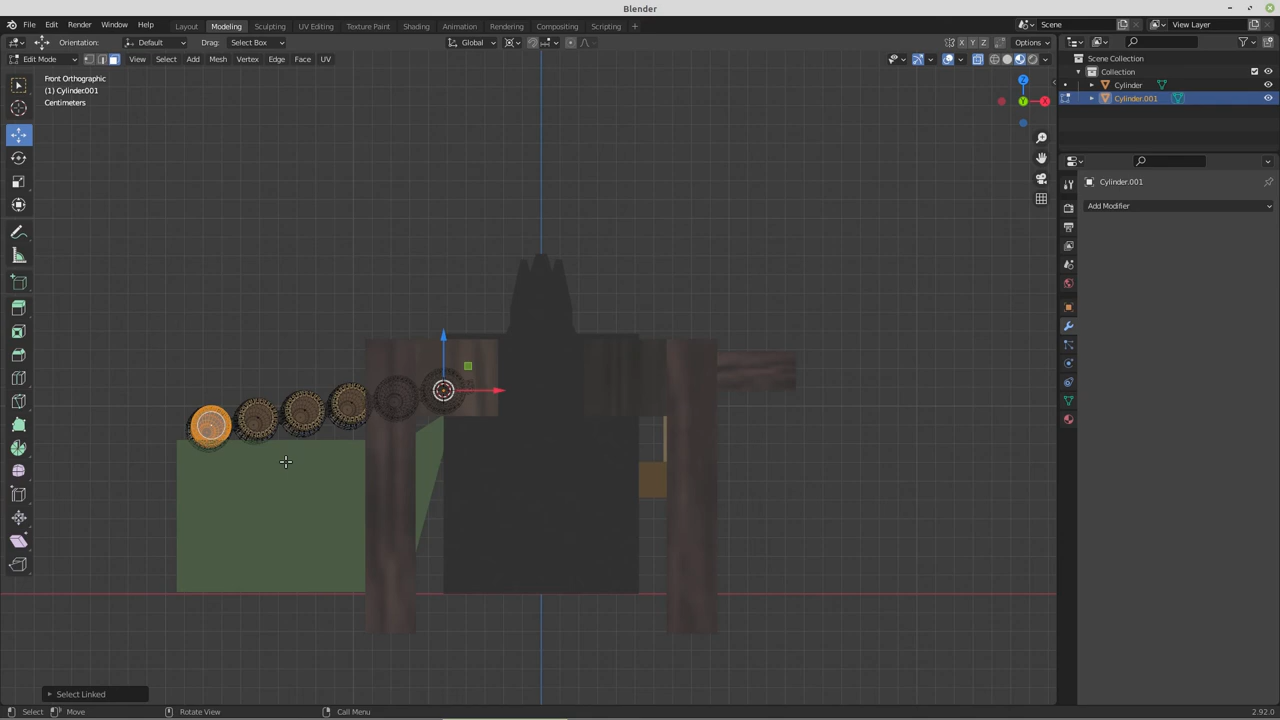 Blender
File Edit Render Window Help Layout Modeling Sculpting UV Editing Texture Paint Shading Animation Rendering Compositing Scripting + Scene View Layer
Orientation: Default Drag: Select Box Global X Y Z Options
Edit Mode View Select Add Mesh Vertex Edge Face UV
Front Orthographic
(1) Cylinder.001
Centimeters
Z
Y
X
Scene Collection
Collection
Cylinder
Cylinder.001
Cylinder.001
Add Modifier
Select Linked
Select Move Rotate View Call Menu 2.92.0